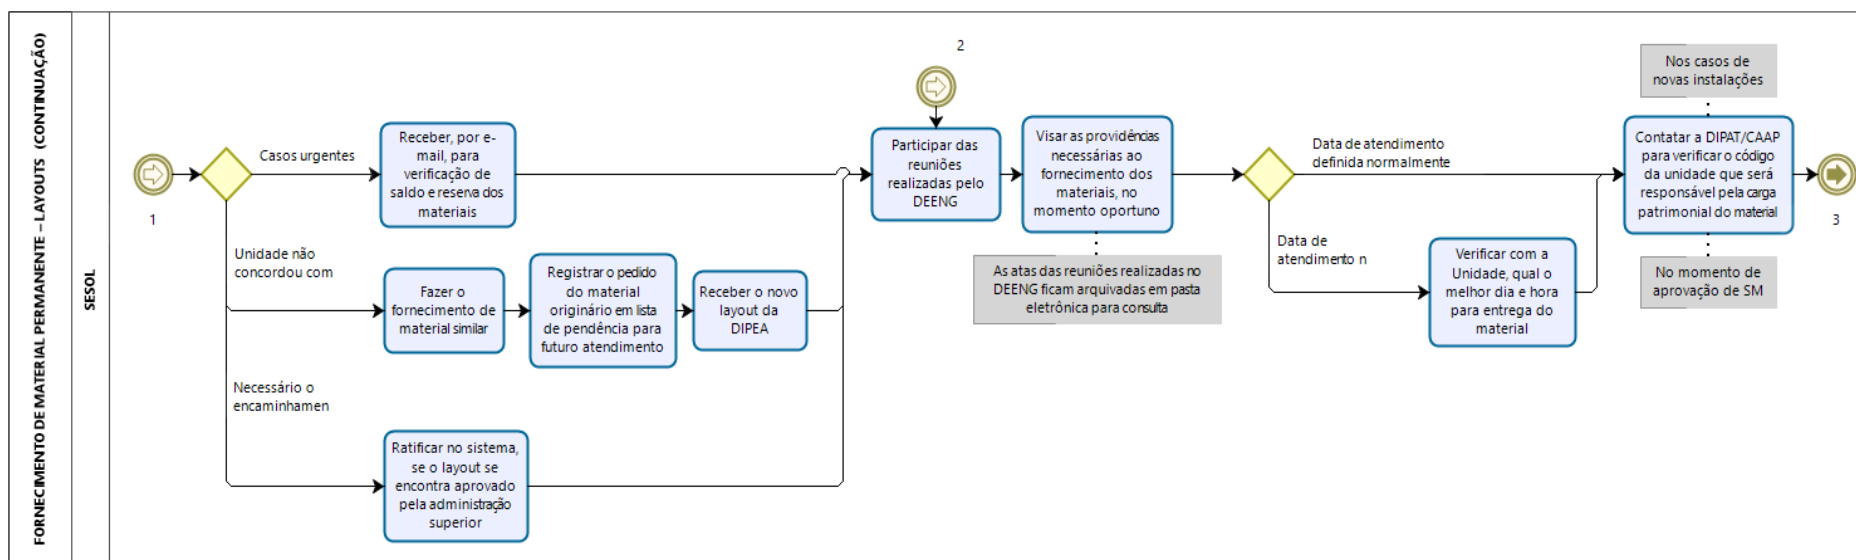 FORNECIMENTO DE MATERIAL PERMANENTE – LAYOUTS (CONTINUAÇÃO)
SESOL
1
Casos urgentes
Receber, por e-
mail, para
verificação de
saldo e reserva dos
materiais
Unidade não
concordou com
Fazer o
fornecimento de
material similar
Registrar o pedido
do material
originário em lista
de pendência para
futuro atendimento
Receber o novo
layout da
DIPEA
Necessário o
encaminhamen
Ratificar no sistema,
se o layout se
encontra aprovado
pela administração
superior
2
Participar das
reuniões
realizadas pelo
DEENG
Visar as providências
necessárias ao
fornecimento dos
materiais, no
momento oportuno
As atas das reuniões realizadas no
DEENG ficam arquivadas em pasta
eletrônica para consulta
Data de atendimento
definida normalmente
Data de
atendimento n
Verificar com a
Unidade, qual o
melhor dia e hora
para entrega do
material
Nos casos de
novas instalações
Contatar a DIPAT/CAAP
para verificar o código
da unidade que será
responsável pela carga
patrimonial do material
No momento de
aprovação de SM
3